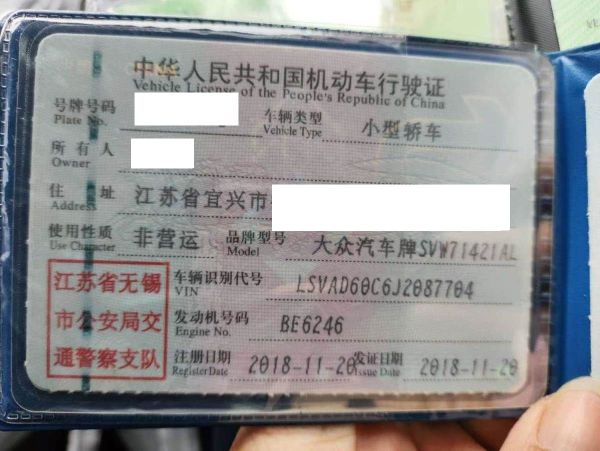 中华人民共和国机动车行驶证
Vehicle License of the People's Republic of China
号牌号码 车辆类型 小型轿车
Plate No. Vehicle Type
所有人
Owner
住址 江苏省宜兴市
Address
使用性质 非营运 品牌型号 大众汽车牌SVW71421AL
Use Character Model
江苏省无锡 车辆识别代号 LSVAD60C6J2087704
VIN
市公安局交 发动机号码 BE6246
Engine No.
通警察支队 注册日期 2018-11-20 发证日期 2018-11-20
Register Date Issue Date